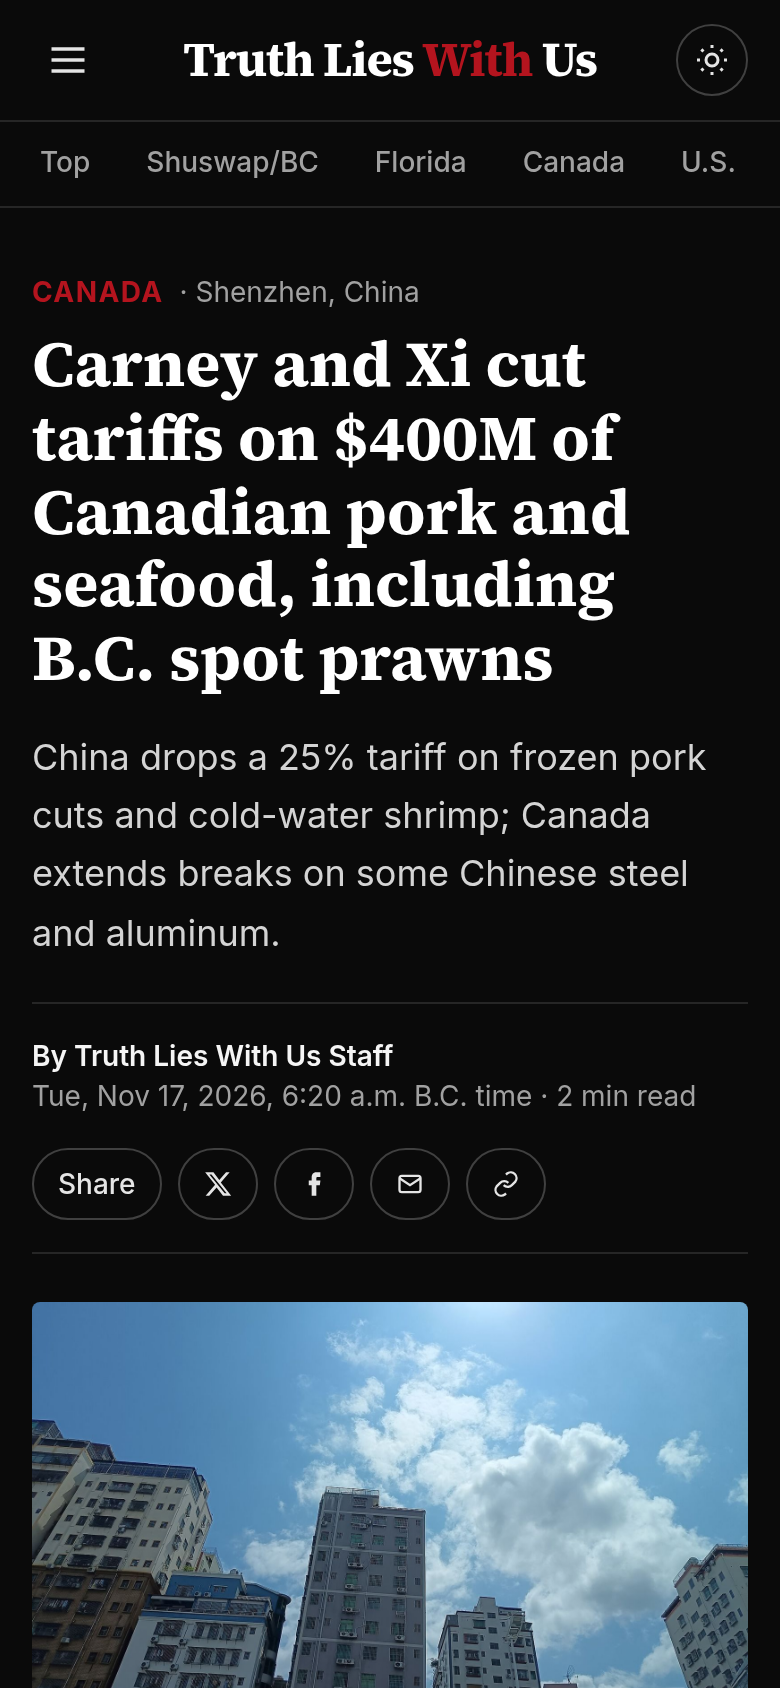 Truth Lies With Us
Top Shuswap/BC Florida Canada U.S.
CANADA · Shenzhen, China
Carney and Xi cut
tariffs on $400M of
Canadian pork and
seafood, including
B.C. spot prawns
China drops a 25% tariff on frozen pork
cuts and cold-water shrimp; Canada
extends breaks on some Chinese steel
and aluminum.
By Truth Lies With Us Staff
Tue, Nov 17, 2026, 6:20 a.m. B.C. time · 2 min read
Share